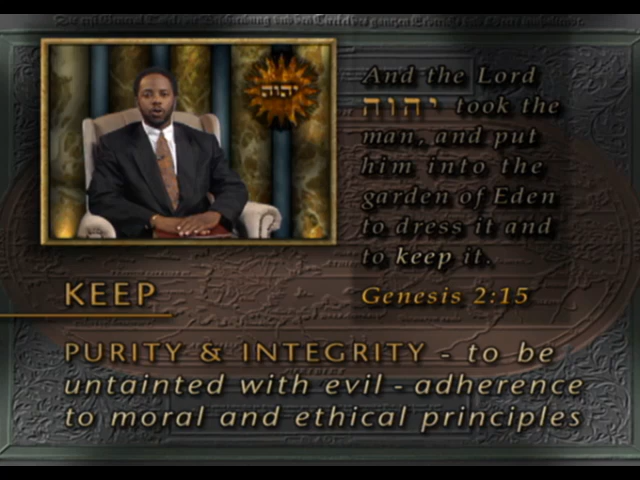 יהוה
And the Lord
יהוה took the
man, and put
him into the
garden of Eden
to dress it and
to keep it.
Genesis 2:15
KEEP
PURITY & INTEGRITY - to be
untainted with evil - adherence
to moral and ethical principles